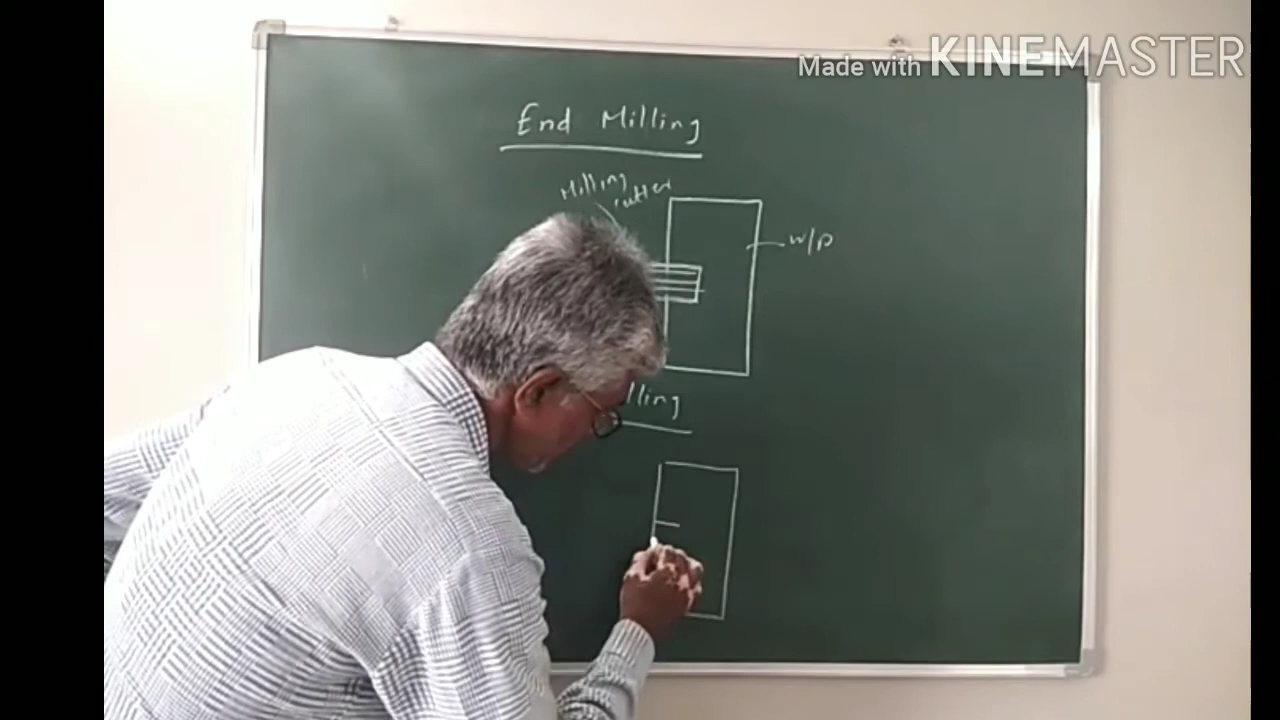 Made with KINEMASTER
End Milling
Milling
cutter
w/p
lling